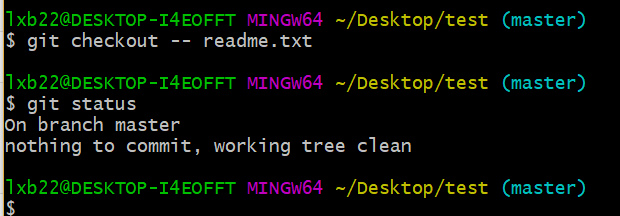 lxb22@DESKTOP-I4EOFFT MINGW64 ~/Desktop/test (master)
$ git checkout -- readme.txt
lxb22@DESKTOP-I4EOFFT MINGW64 ~/Desktop/test (master)
$ git status
On branch master
nothing to commit, working tree clean
lxb22@DESKTOP-I4EOFFT MINGW64 ~/Desktop/test (master)
$